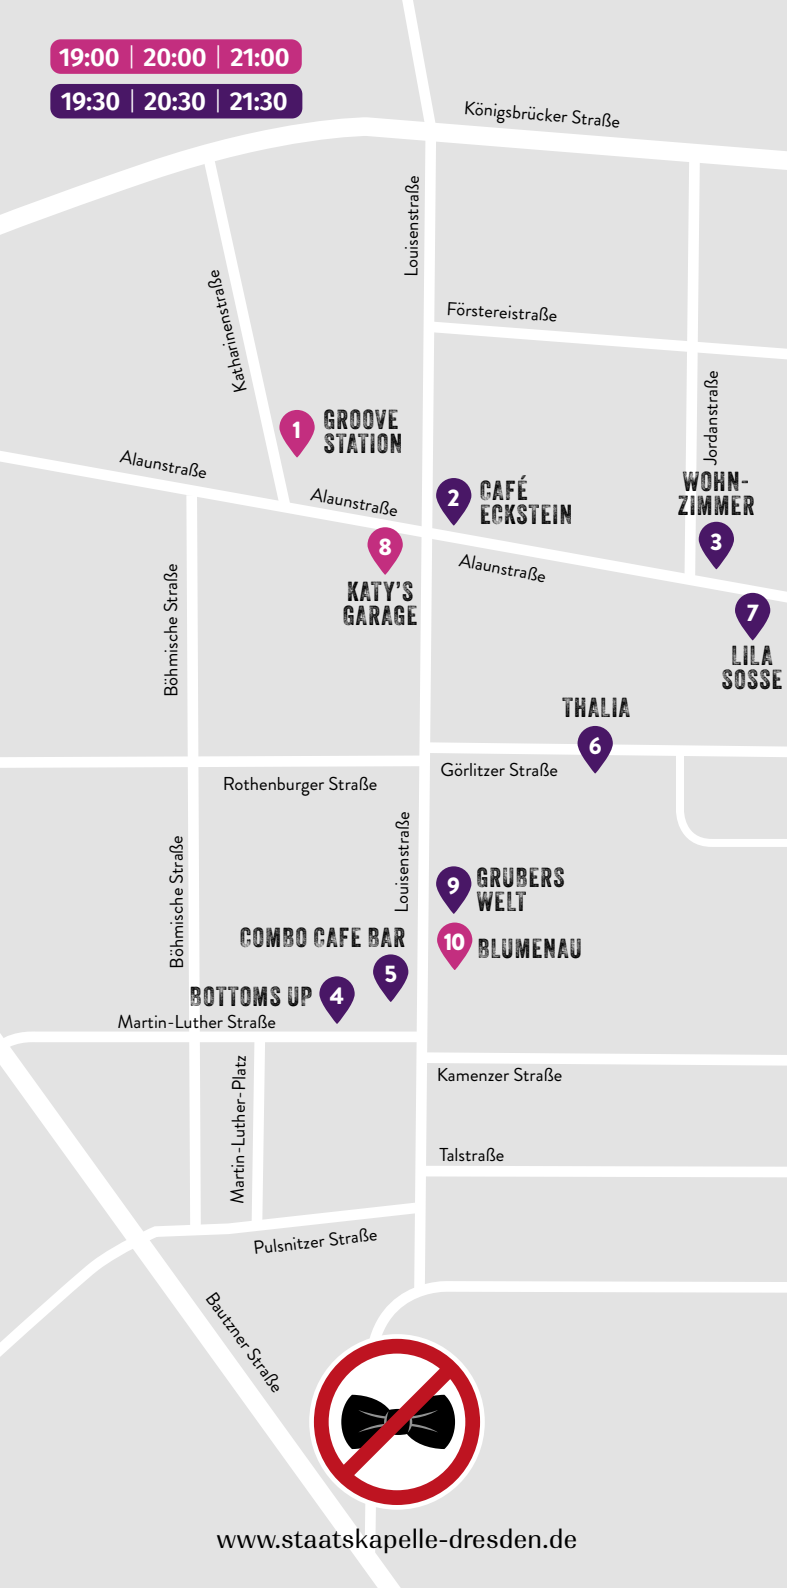 19:00 | 20:00 | 21:00
19:30 | 20:30 | 21:30
Königsbrücker Straße
Louisenstraße
Katharinenstraße
Förstereistraße
Jordanstraße
1 GROOVE
STATION
Alaunstraße
Alaunstraße
2 CAFÉ
ECKSTEIN
WOHN-
ZIMMER
3
8
KATY'S
GARAGE
Alaunstraße
Böhmische Straße
7
LILA
SOSSE
THALIA
6
Görlitzer Straße
Rothenburger Straße
Louisenstraße
Böhmische Straße
9 GRUBERS
WELT
COMBO CAFE BAR
5
10 BLUMENAU
BOTTOMS UP 4
Martin-Luther Straße
Martin-Luther-Platz
Kamenzer Straße
Talstraße
Pulsnitzer Straße
Bautzner Straße
www.staatskapelle-dresden.de